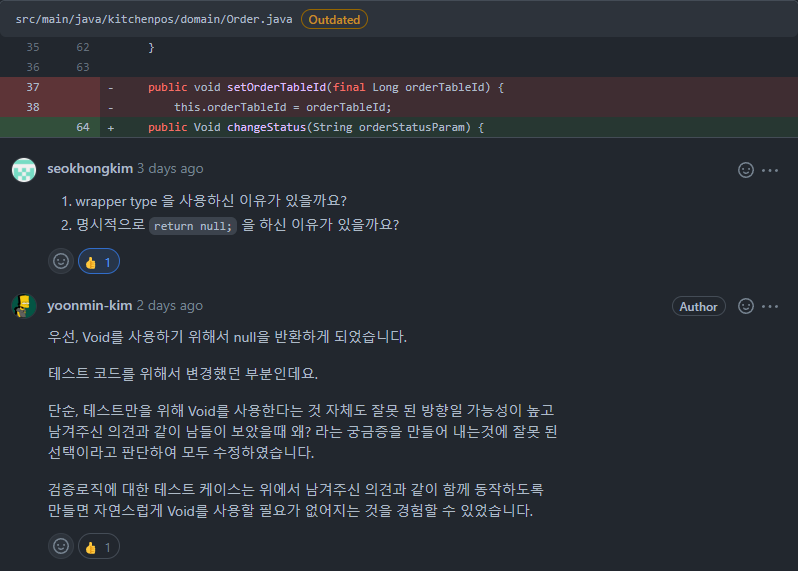 src/main/java/kitchenpos/domain/Order.java Outdated
35 62 }
36 63
37 - public void setOrderTableId(final Long orderTableId) {
38 - this.orderTableId = orderTableId;
64 + public Void changeStatus(String orderStatusParam) {
seokhongkim 3 days ago
1. wrapper type 을 사용하신 이유가 있을까요?
2. 명시적으로 return null; 을 하신 이유가 있을까요?
👍 1
yoonmin-kim 2 days ago Author
우선, Void를 사용하기 위해서 null을 반환하게 되었습니다.
테스트 코드를 위해서 변경했던 부분인데요.
단순, 테스트만을 위해 Void를 사용한다는 것 자체도 잘못 된 방향일 가능성이 높고
남겨주신 의견과 같이 남들이 보았을때 왜? 라는 궁금증을 만들어 내는것에 잘못 된
선택이라고 판단하여 모두 수정하였습니다.
검증로직에 대한 테스트 케이스는 위에서 남겨주신 의견과 같이 함께 동작하도록
만들면 자연스럽게 Void를 사용할 필요가 없어지는 것을 경험할 수 있었습니다.
👍 1